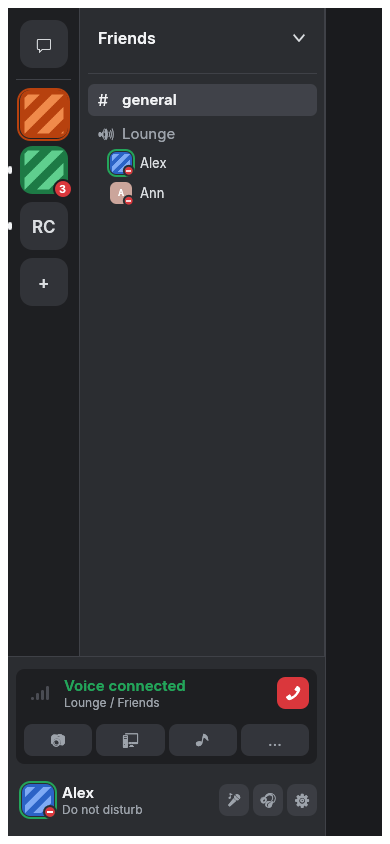 Friends
# general
Lounge
Alex
A Ann
3
RC
+
Voice connected
Lounge / Friends
...
Alex
Do not disturb